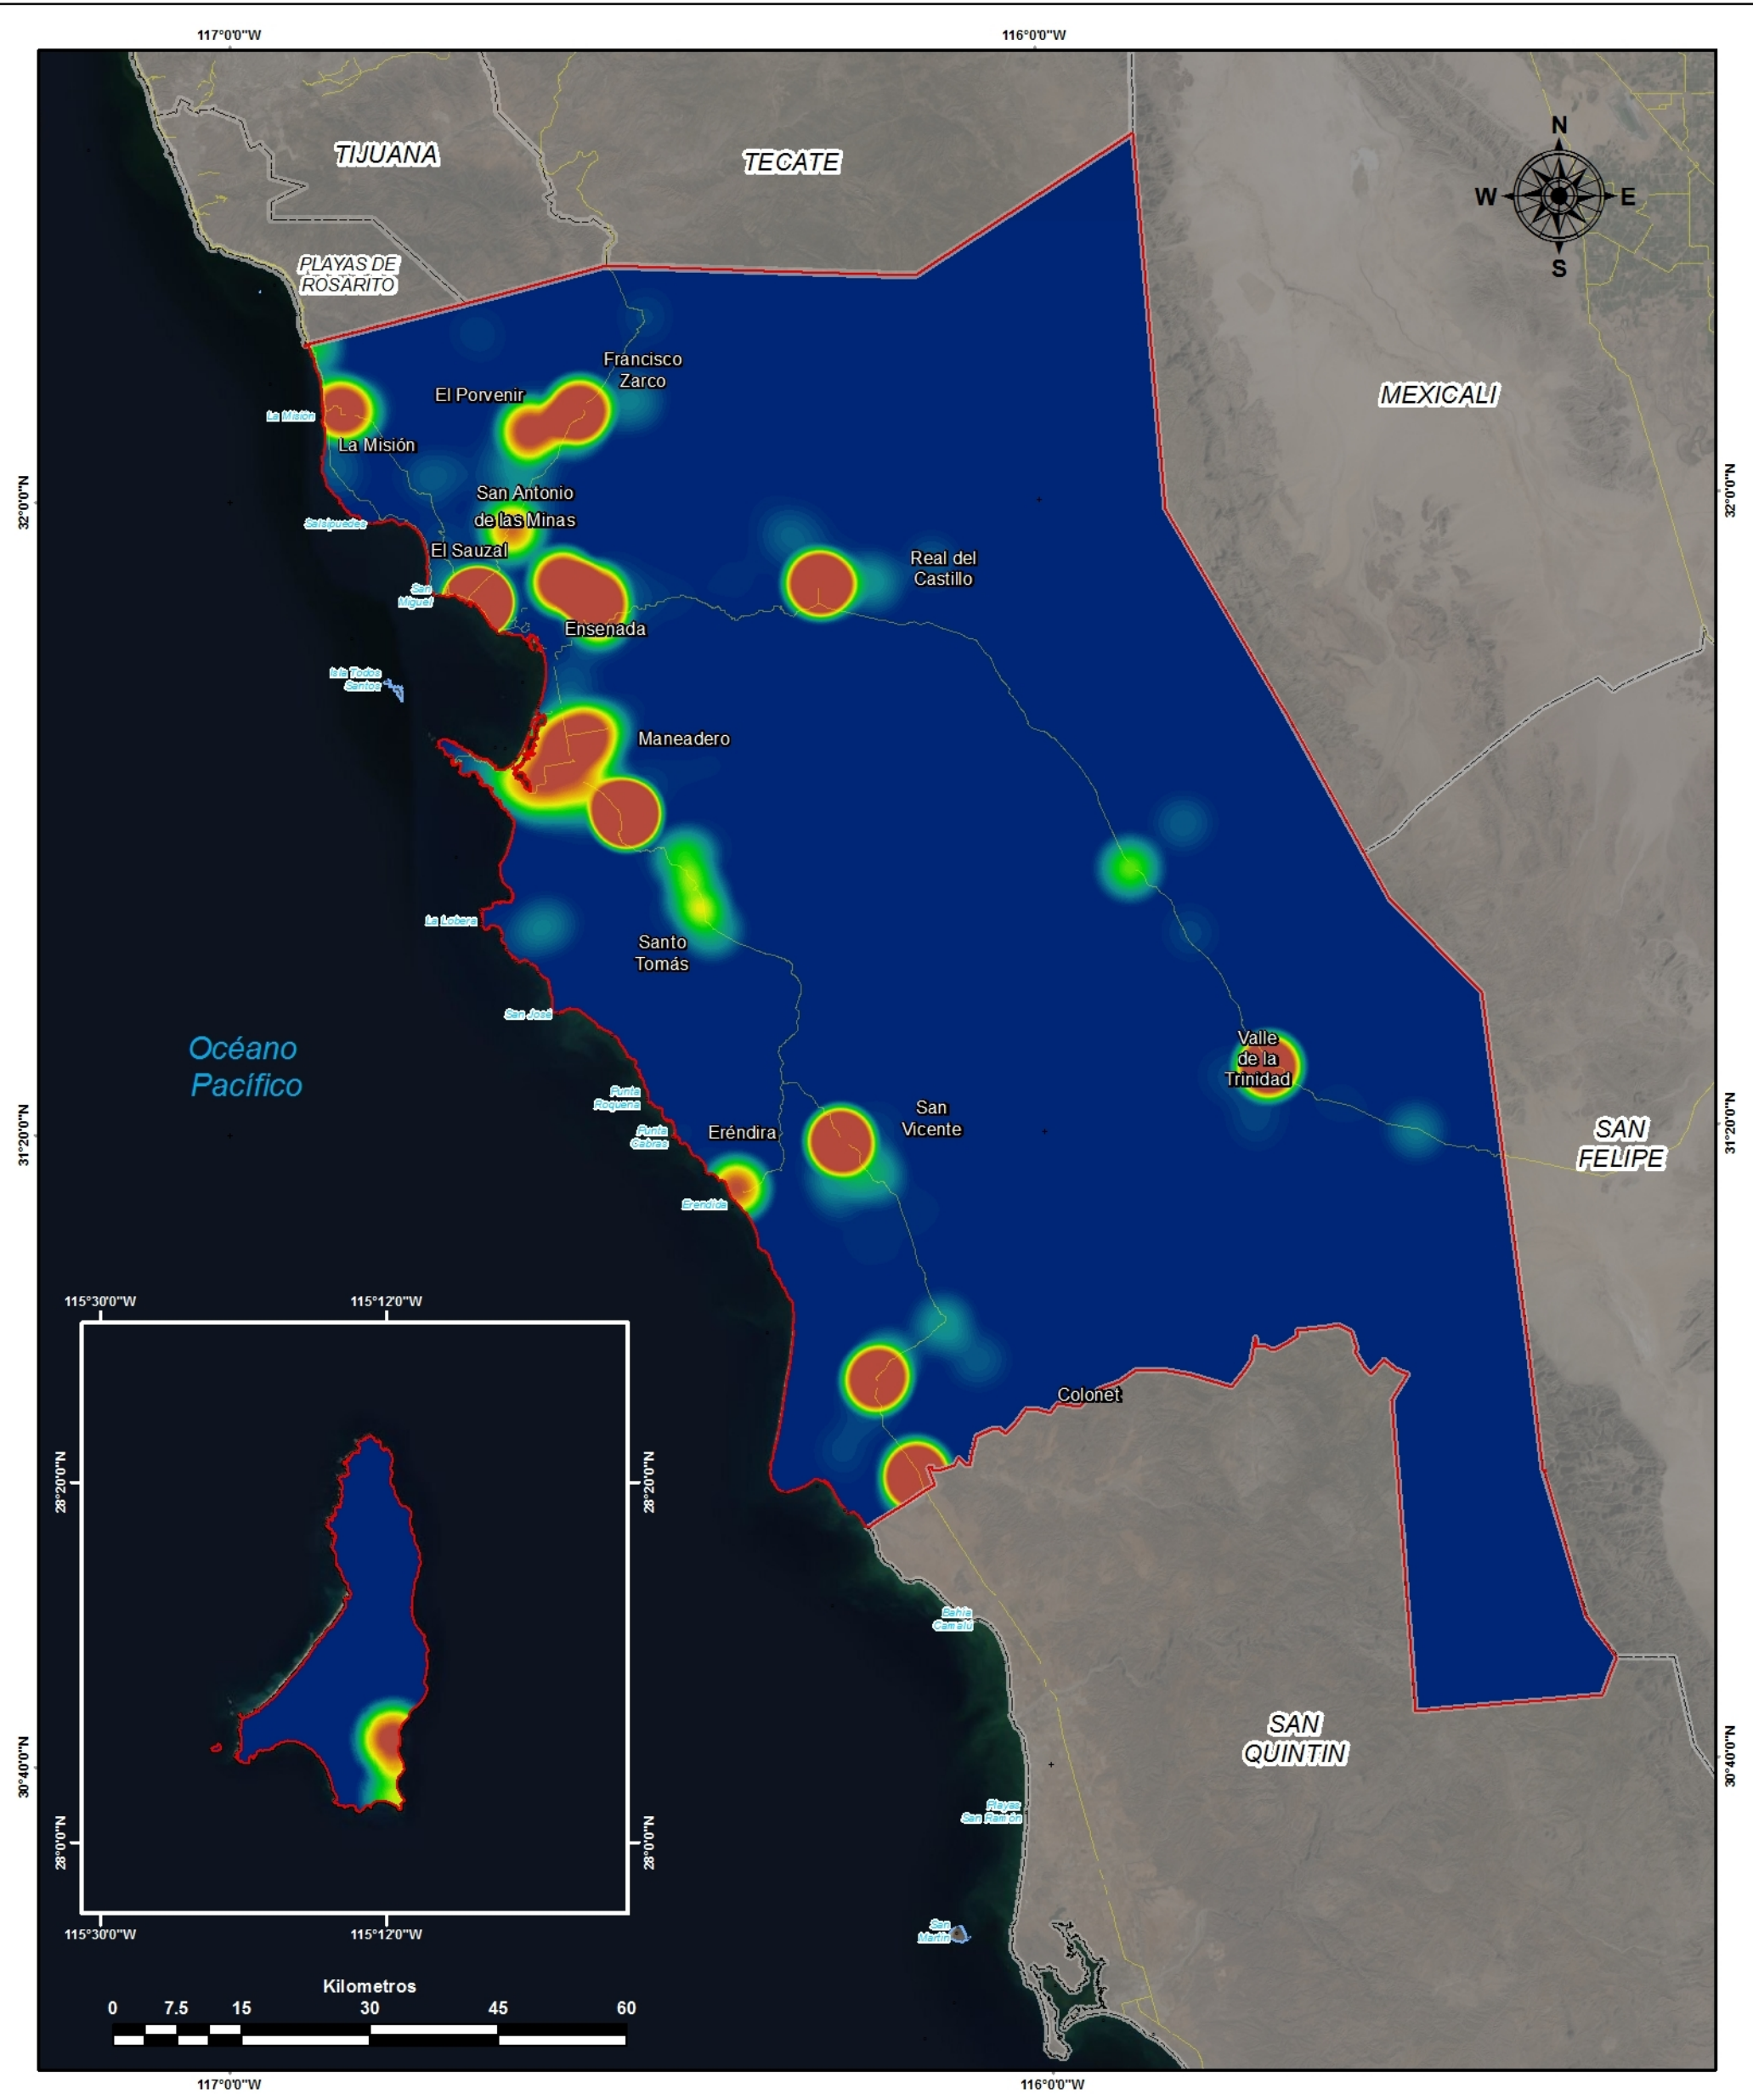 117°0'0"W
116°0'0"W
N
W
E
S
TIJUANA
TECATE
PLAYAS DE
ROSARITO
MEXICALI
Francisco
Zarco
El Porvenir
La Misión
La Misión
32°0'0"N
32°0'0"N
San Antonio
de las Minas
Salsipuedes
El Sauzal
Real del
Castillo
San
Miguel
Ensenada
Isla Todos
Santos
Maneadero
La Lobera
Santo
Tomás
San José
Océano
Pacífico
Valle
de la
Trinidad
Punta
Roquena
Punta
Cabras
Eréndira
San
Vicente
31°20'0"N
31°20'0"N
SAN
FELIPE
Erendida
115°30'0"W
115°12'0"W
Colonet
28°20'0"N
28°20'0"N
Bahía
Camalú
SAN
QUINTIN
30°40'0"N
30°40'0"N
Playas
San Ramón
28°0'0"N
28°0'0"N
115°30'0"W
115°12'0"W
San
Martín
Kilometros
0
7.5
15
30
45
60
117°0'0"W
116°0'0"W